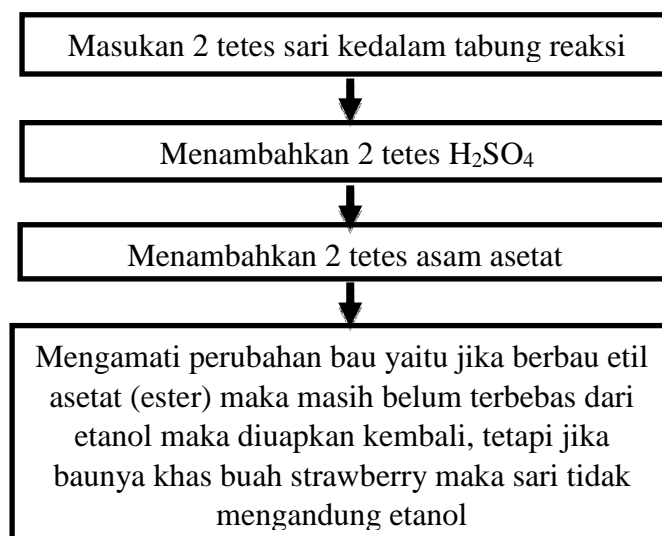 Masukan 2 tetes sari kedalam tabung reaksi
Menambahkan 2 tetes H₂SO₄
Menambahkan 2 tetes asam asetat
Mengamati perubahan bau yaitu jika berbau etil
asetat (ester) maka masih belum terbebas dari
etanol maka diuapkan kembali, tetapi jika
baunya khas buah strawberry maka sari tidak
mengandung etanol